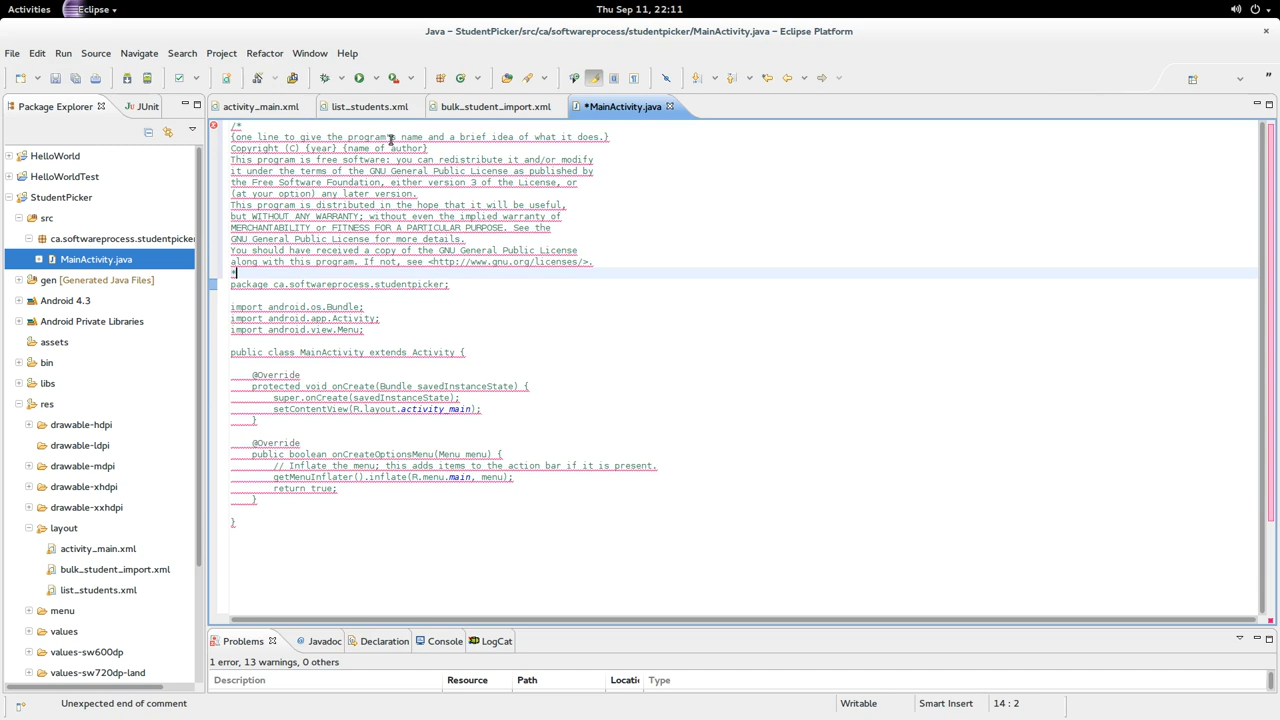 Activities Eclipse Thu Sep 11, 22:11
Java – StudentPicker/src/ca/softwareprocess/studentpicker/MainActivity.java – Eclipse Platform ×
File Edit Run Source Navigate Search Project Refactor Window Help
Package Explorer JUnit activity_main.xml list_students.xml bulk_student_import.xml *MainActivity.java
HelloWorld
HelloWorldTest
StudentPicker
src
ca.softwareprocess.studentpicker
MainActivity.java
gen [Generated Java Files]
Android 4.3
Android Private Libraries
assets
bin
libs
res
drawable-hdpi
drawable-ldpi
drawable-mdpi
drawable-xhdpi
drawable-xxhdpi
layout
activity_main.xml
bulk_student_import.xml
list_students.xml
menu
values
values-sw600dp
values-sw720dp-land
/*
{one line to give the program's name and a brief idea of what it does.}
Copyright (C) {year} {name of author}
This program is free software: you can redistribute it and/or modify
it under the terms of the GNU General Public License as published by
the Free Software Foundation, either version 3 of the License, or
(at your option) any later version.
This program is distributed in the hope that it will be useful,
but WITHOUT ANY WARRANTY; without even the implied warranty of
MERCHANTABILITY or FITNESS FOR A PARTICULAR PURPOSE. See the
GNU General Public License for more details.
You should have received a copy of the GNU General Public License
along with this program. If not, see <http://www.gnu.org/licenses/>.
*
package ca.softwareprocess.studentpicker;
import android.os.Bundle;
import android.app.Activity;
import android.view.Menu;
public class MainActivity extends Activity {
@Override
protected void onCreate(Bundle savedInstanceState) {
super.onCreate(savedInstanceState);
setContentView(R.layout.activity_main);
}
@Override
public boolean onCreateOptionsMenu(Menu menu) {
// Inflate the menu; this adds items to the action bar if it is present.
getMenuInflater().inflate(R.menu.main, menu);
return true;
}
}
Problems @ Javadoc Declaration Console LogCat
1 error, 13 warnings, 0 others
Description Resource Path Locati Type
Unexpected end of comment Writable Smart Insert 14 : 2